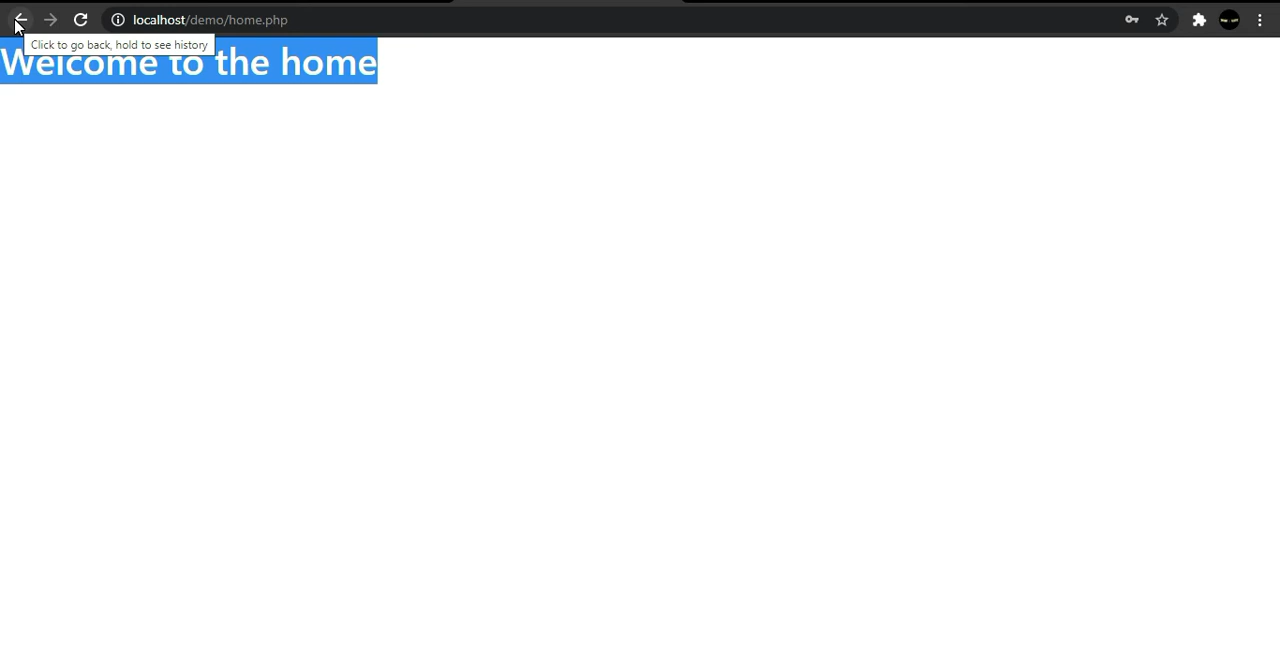 localhost/demo/home.php
Click to go back, hold to see history
Welcome to the home